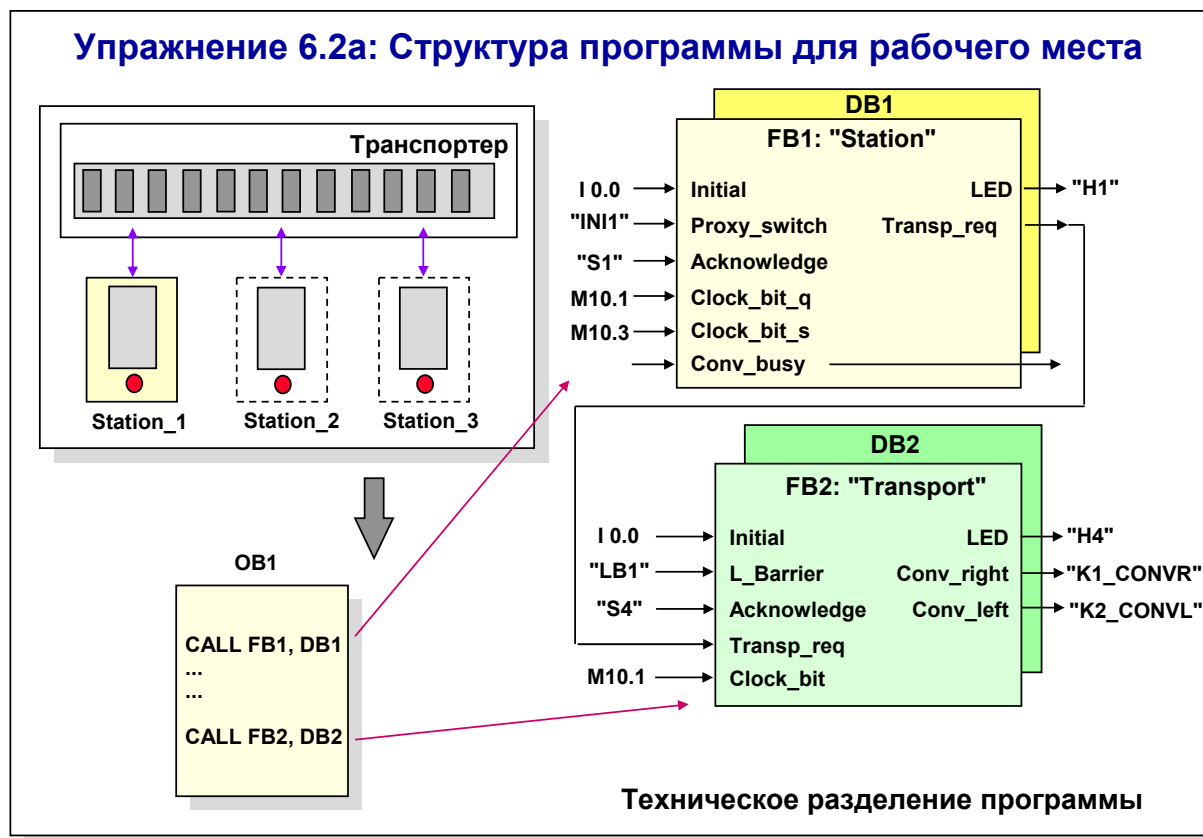 Упражнение 6.2a: Структура программы для рабочего места
Транспортер
Station_1
Station_2
Station_3
OB1
CALL FB1, DB1
...
...
CALL FB2, DB2
DB1
FB1: "Station"
I 0.0
Initial
LED
"H1"
"INI1"
Proxy_switch
Transp_req
"S1"
Acknowledge
M10.1
Clock_bit_q
M10.3
Clock_bit_s
Conv_busy
DB2
FB2: "Transport"
I 0.0
Initial
LED
"H4"
"LB1"
L_Barrier
Conv_right
"K1_CONVR"
"S4"
Acknowledge
Conv_left
"K2_CONVL"
Transp_req
M10.1
Clock_bit
Техническое разделение программы